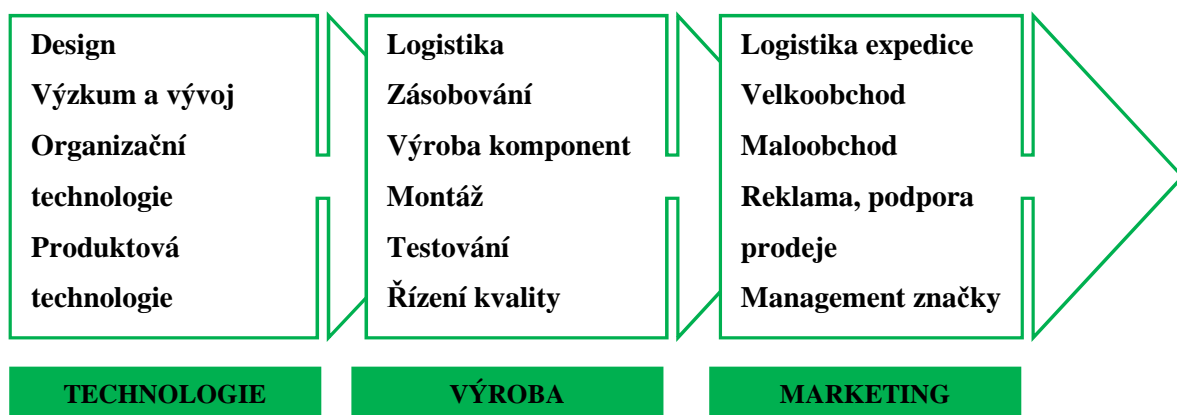 Design
Výzkum a vývoj
Organizační
technologie
Produktová
technologie
Logistika
Zásobování
Výroba komponent
Montáž
Testování
Řízení kvality
Logistika expedice
Velkoobchod
Maloobchod
Reklama, podpora
prodeje
Management značky
TECHNOLOGIE
VÝROBA
MARKETING